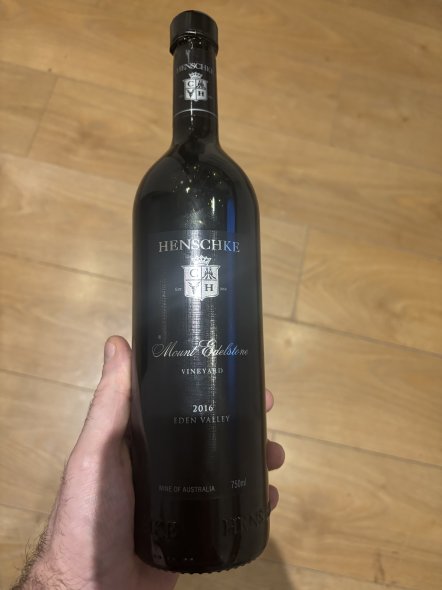 HENSCHKE
C
H
HENSCHKE
C
H
Mount Edelstone
VINEYARD
2016
EDEN VALLEY
WINE OF AUSTRALIA 750ml